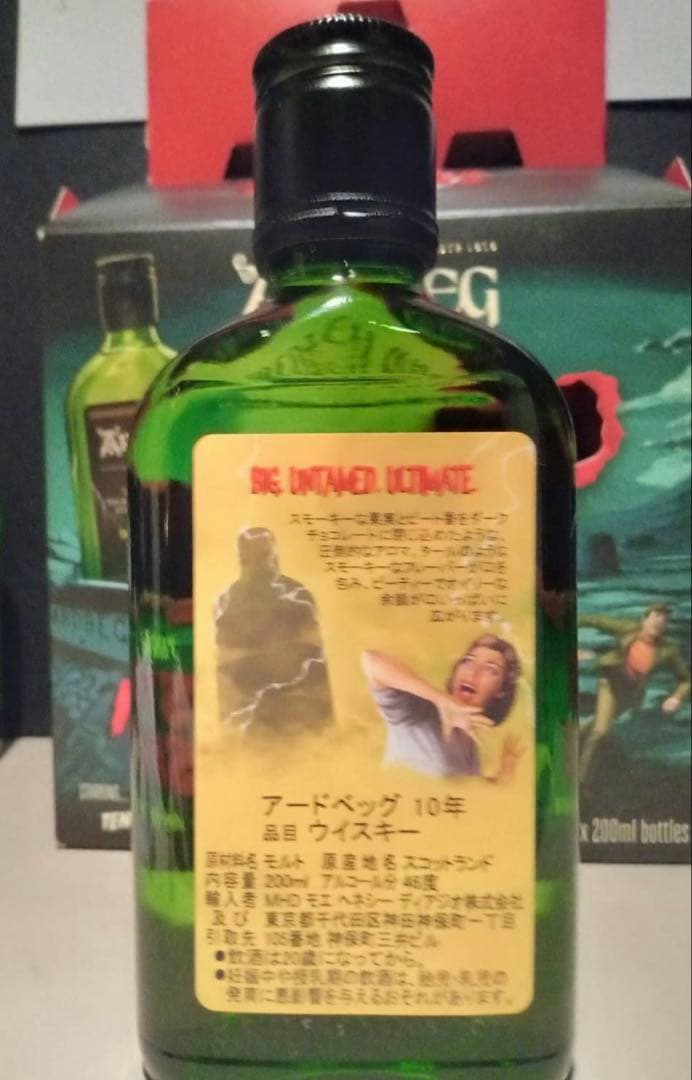 EG
BIG. UNTAMED. ULTIMATE.
スモーキーな果実とピート香をダーク
チョコレートに閉じ込めたような、
圧倒的なアロマ。タールのような
スモーキーなフレーバーが口を
包み、ピーティーでオイリーな
余韻が口いっぱいに
広がります。
アードベッグ 10年
品目 ウイスキー
原材料名 モルト 原産地名 スコットランド
内容量 200ml アルコール分 46度
輸入者 MHD モエ ヘネシー ディアジオ株式会社
及び 東京都千代田区神田神保町一丁目
引取先 105番地 神保町三井ビル
●飲酒は20歳になってから。
●妊娠中や授乳期の飲酒は、胎児・乳児の
発育に悪影響を与えるおそれがあります。
TEN
x 200ml bottles